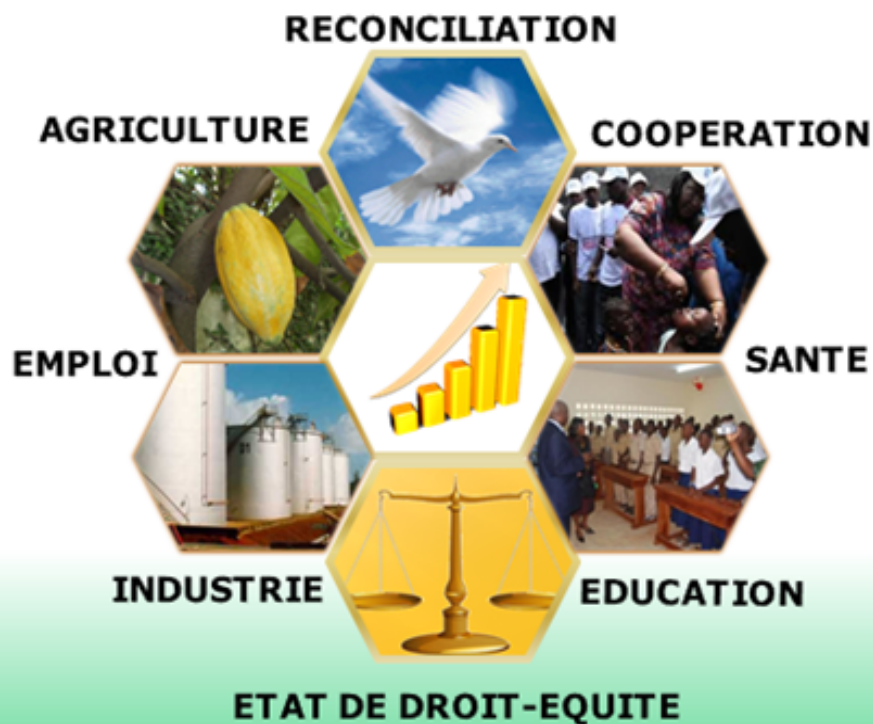 RECONCILIATION
AGRICULTURE
COOPERATION
EMPLOI
SANTE
INDUSTRIE
EDUCATION
ETAT DE DROIT-EQUITE